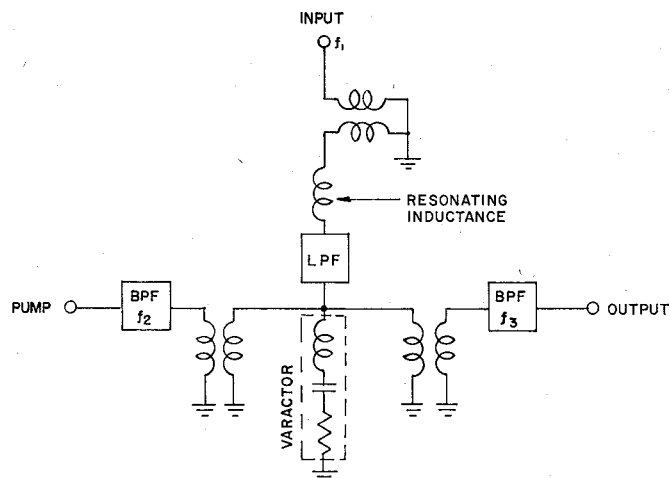 INPUT
f₁
RESONATING
INDUCTANCE
LPF
PUMP
BPF
f₂
BPF
f₃
OUTPUT
VARACTOR